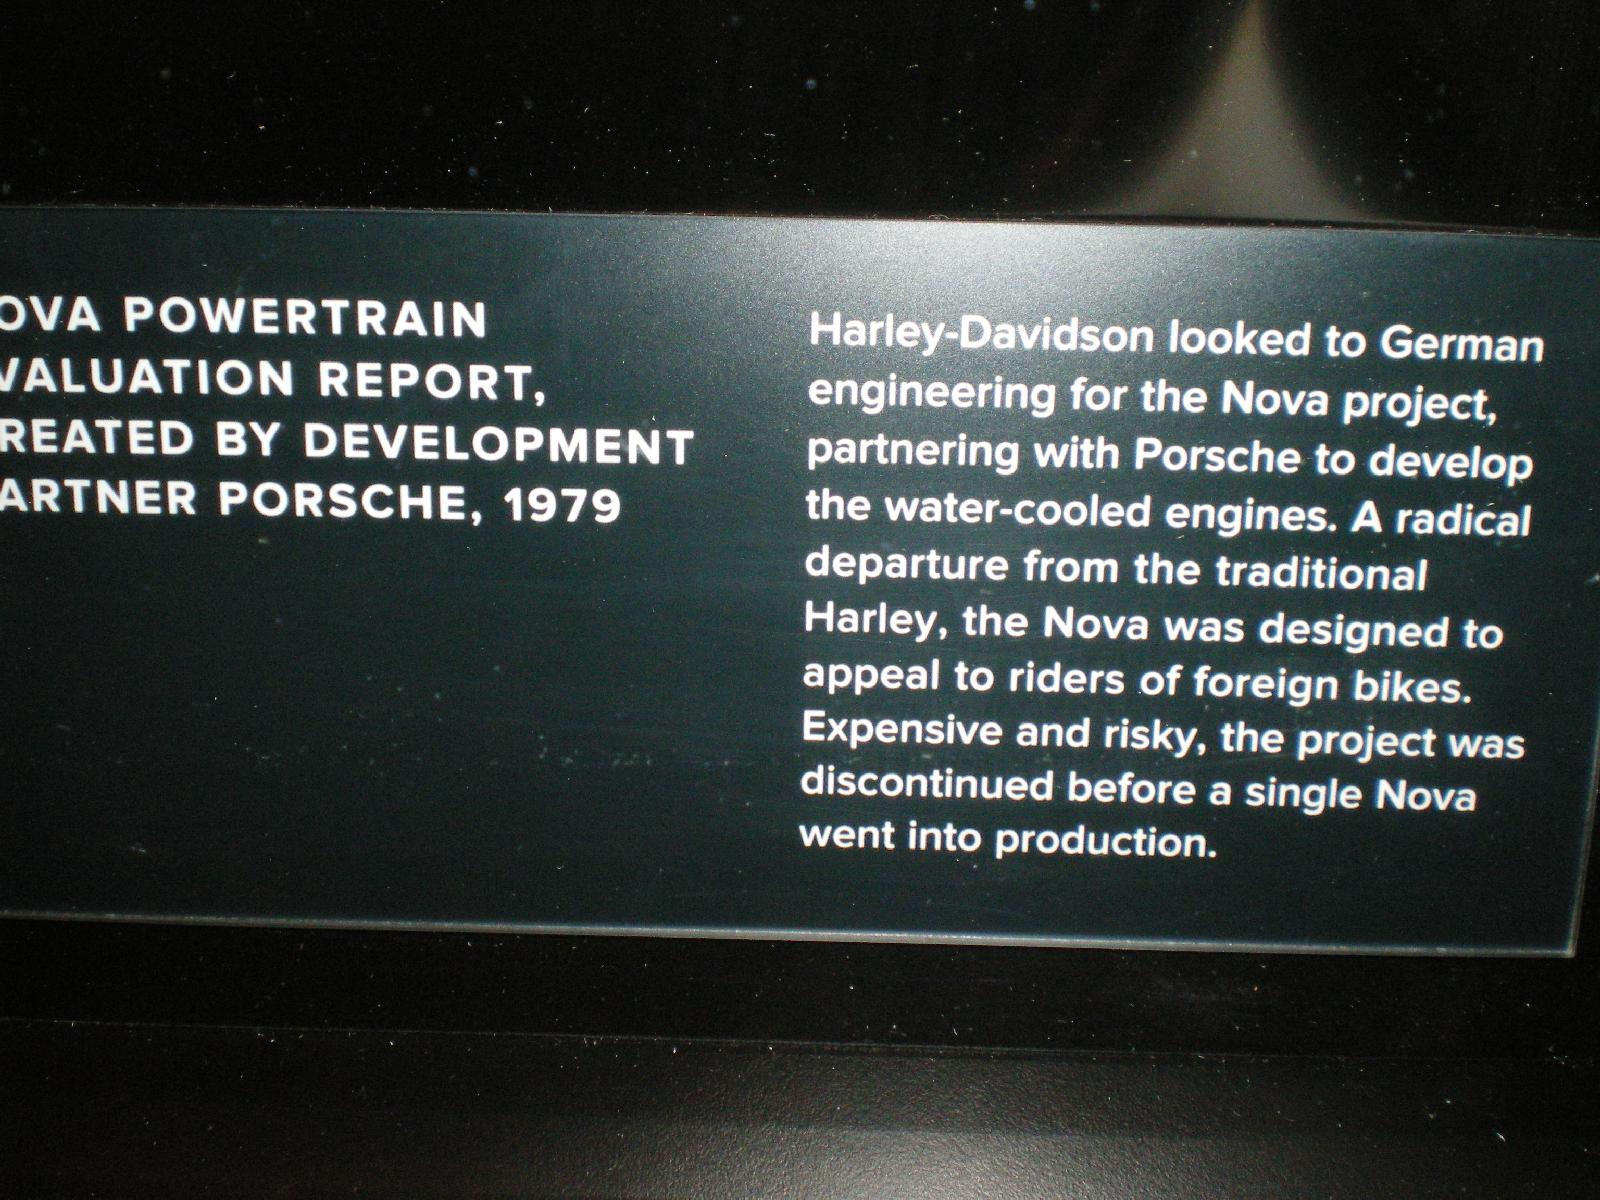 OVA POWERTRAIN
VALUATION REPORT,
REATED BY DEVELOPMENT
ARTNER PORSCHE, 1979
Harley-Davidson looked to German
engineering for the Nova project,
partnering with Porsche to develop
the water-cooled engines. A radical
departure from the traditional
Harley, the Nova was designed to
appeal to riders of foreign bikes.
Expensive and risky, the project was
discontinued before a single Nova
went into production.